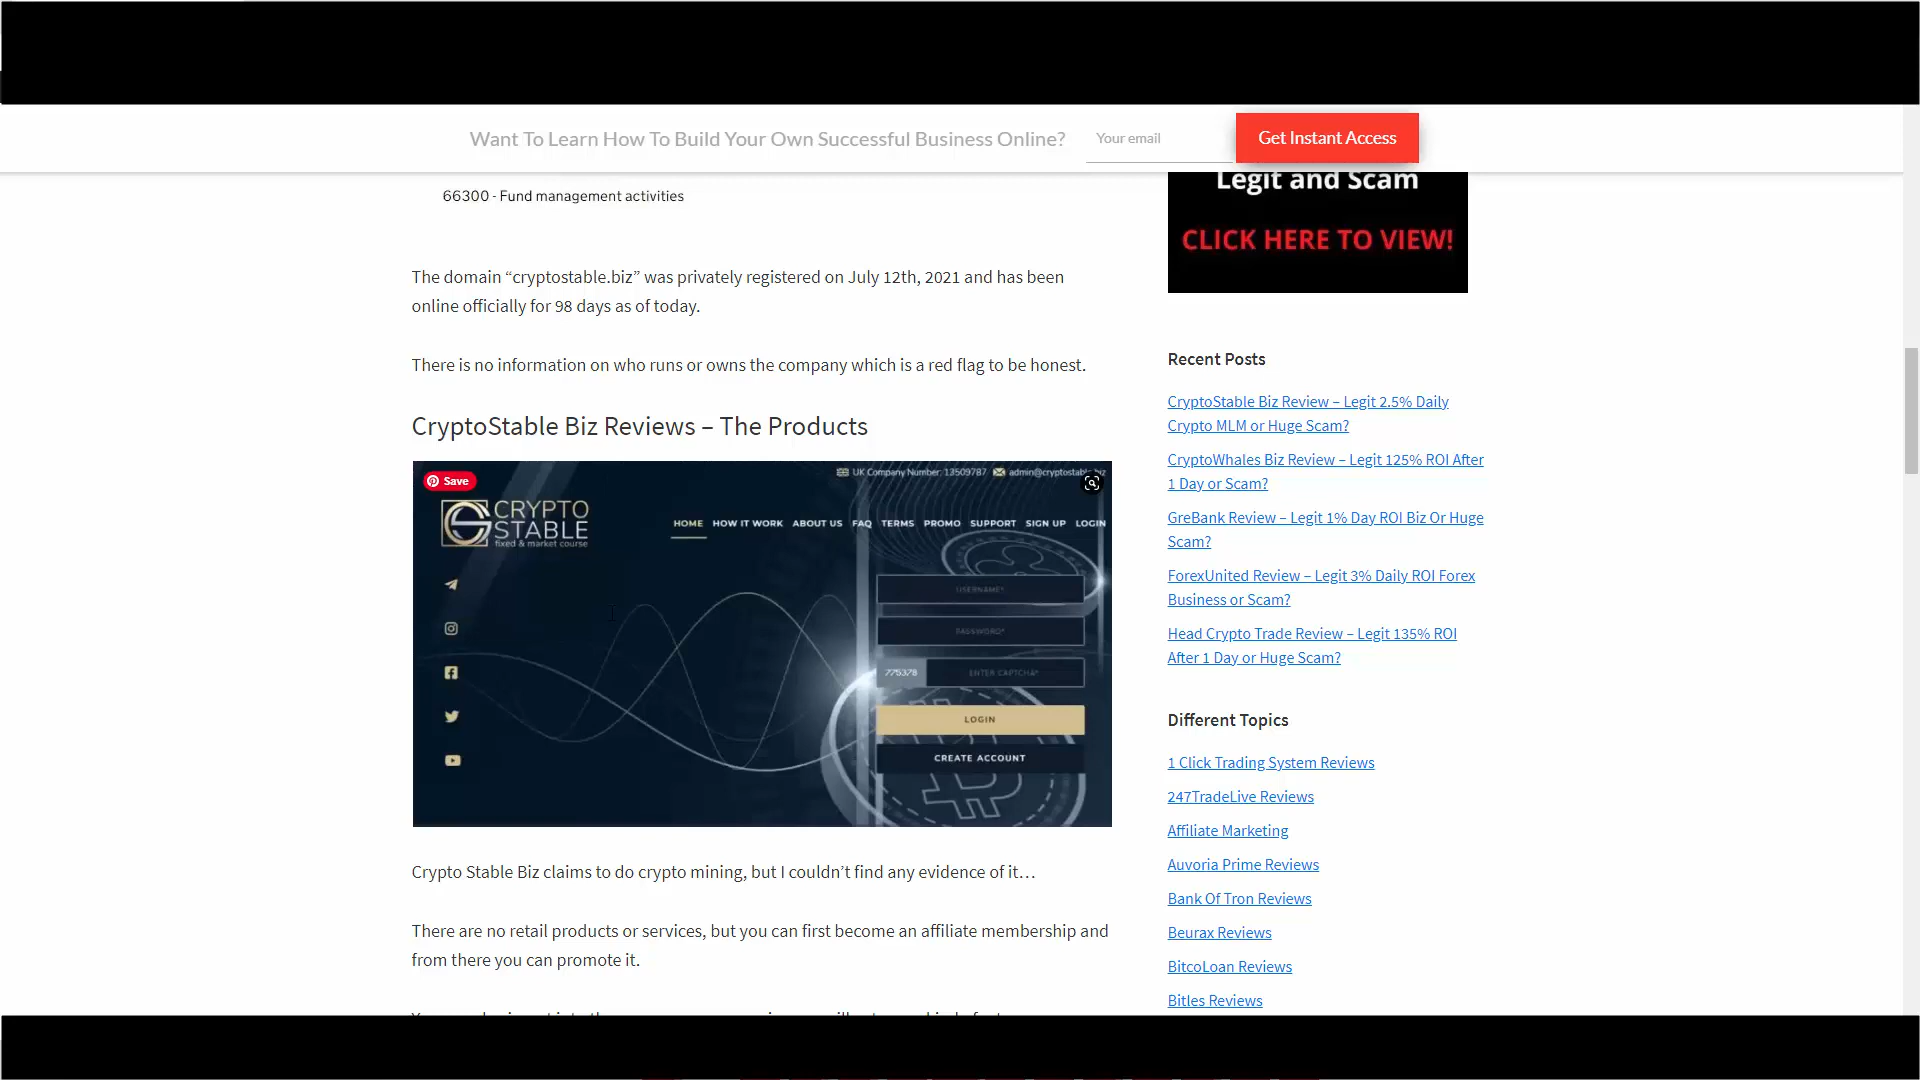 Want To Learn How To Build Your Own Successful Business Online?
Your email
Get Instant Access
66300 - Fund management activities
The domain “cryptostable.biz” was privately registered on July 12th, 2021 and has been
online officially for 98 days as of today.
There is no information on who runs or owns the company which is a red flag to be honest.
CryptoStable Biz Reviews – The Products
UK Company Number: 13509787
admin@cryptostable.biz
Save
CRYPTO
STABLE
fixed & market course
HOME HOW IT WORK ABOUT US FAQ TERMS PROMO SUPPORT SIGN UP LOGIN
USERNAME*
PASSWORD*
775378
ENTER CAPTCHA*
LOGIN
CREATE ACCOUNT
Crypto Stable Biz claims to do crypto mining, but I couldn’t find any evidence of it…
There are no retail products or services, but you can first become an affiliate membership and
from there you can promote it.
Legit and Scam
CLICK HERE TO VIEW!
Recent Posts
CryptoStable Biz Review – Legit 2.5% Daily
Crypto MLM or Huge Scam?
CryptoWhales Biz Review – Legit 125% ROI After
1 Day or Scam?
GreBank Review – Legit 1% Day ROI Biz Or Huge
Scam?
ForexUnited Review – Legit 3% Daily ROI Forex
Business or Scam?
Head Crypto Trade Review – Legit 135% ROI
After 1 Day or Huge Scam?
Different Topics
1 Click Trading System Reviews
247TradeLive Reviews
Affiliate Marketing
Auvoria Prime Reviews
Bank Of Tron Reviews
Beurax Reviews
BitcoLoan Reviews
Bitles Reviews